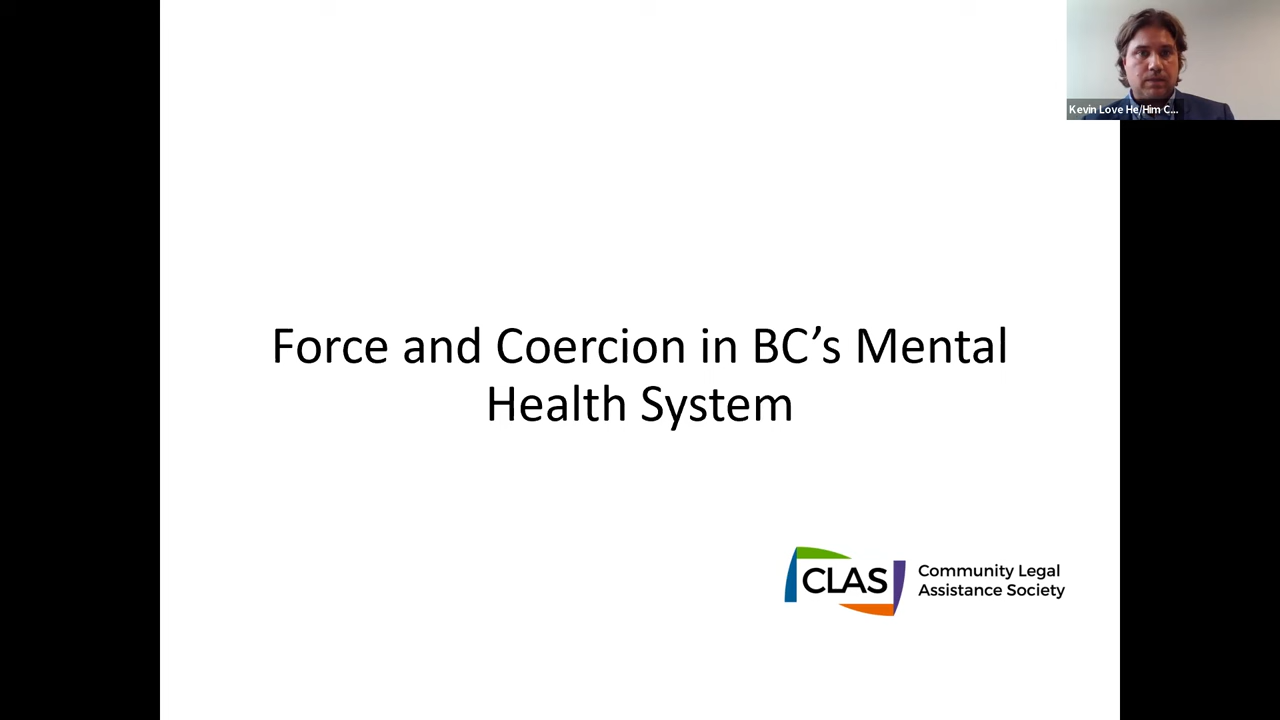 Kevin Love He/Him C...
Force and Coercion in BC's Mental
Health System
CLAS
Community Legal
Assistance Society